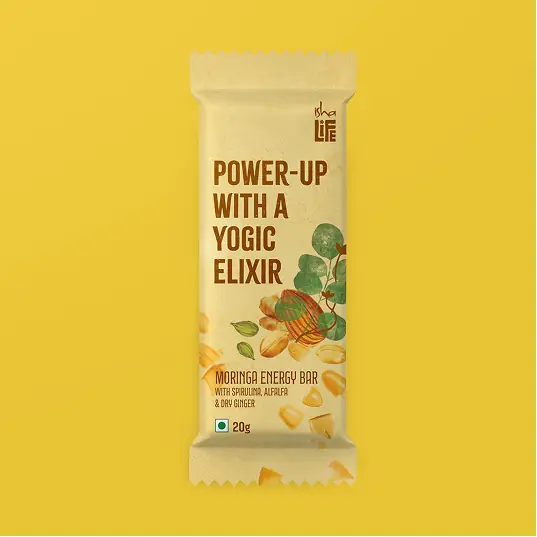 isha
LIFE
POWER-UP
WITH A
YOGIC
ELIXIR
MORINGA ENERGY BAR
WITH SPIRULINA, ALFALFA
& DRY GINGER
20g